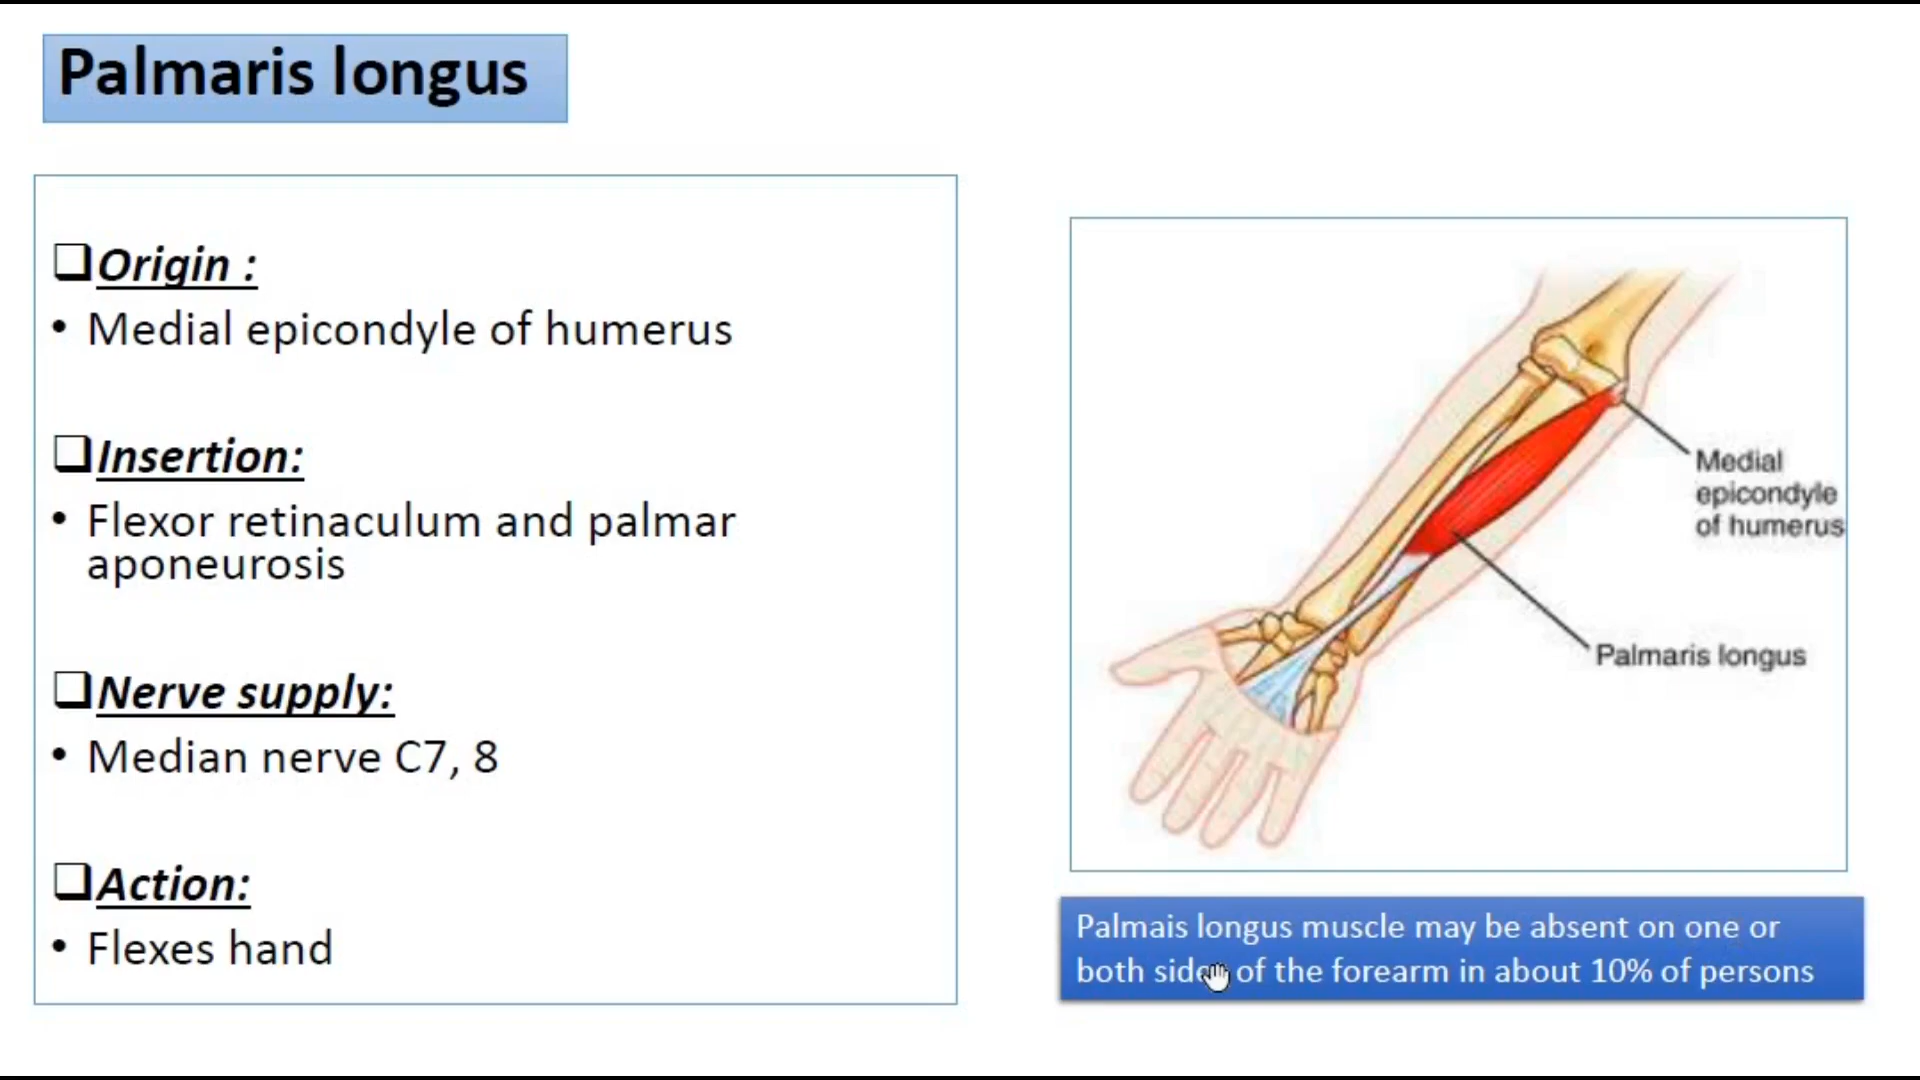 Palmaris longus
Origin :
• Medial epicondyle of humerus
Insertion:
• Flexor retinaculum and palmar
aponeurosis
Nerve supply:
• Median nerve C7, 8
Action:
• Flexes hand
Medial
epicondyle
of humerus
Palmaris longus
Palmais longus muscle may be absent on one or
both side of the forearm in about 10% of persons